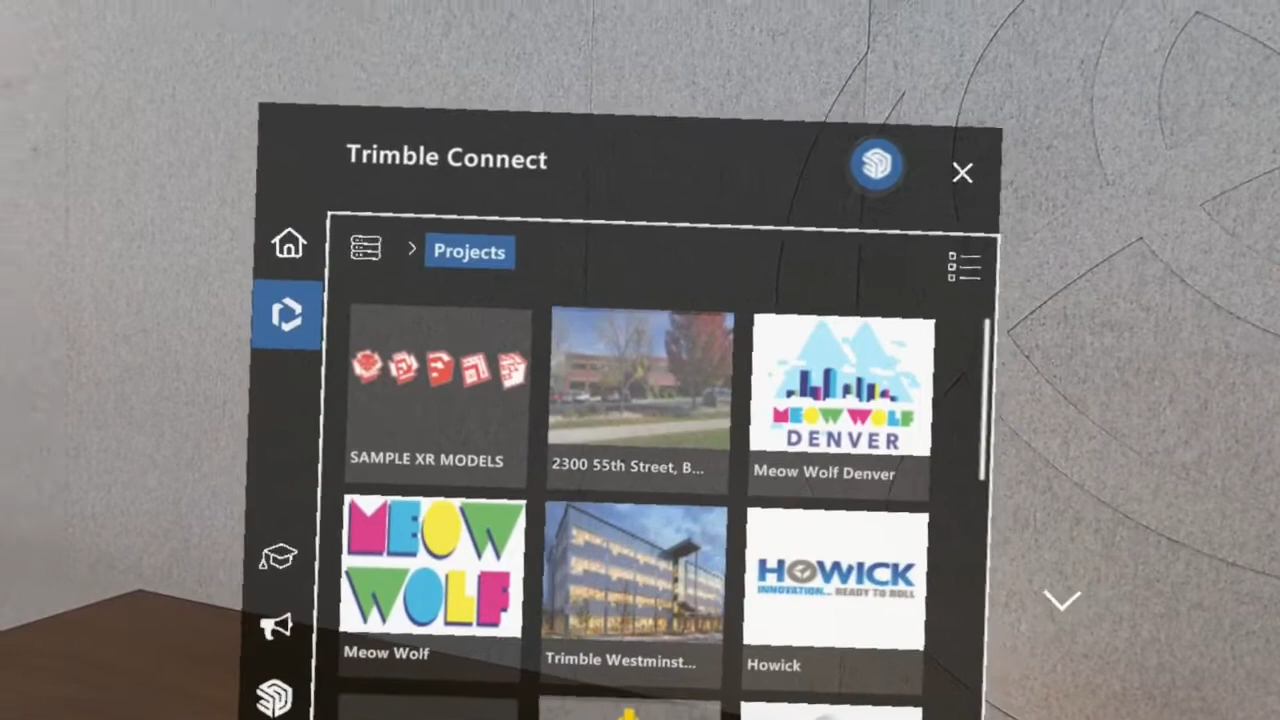 Trimble Connect
Projects
SAMPLE XR MODELS
2300 55th Street, B...
MEOW WOLF
DENVER
Meow Wolf Denver
MEOW
WOLF
Meow Wolf
Trimble Westminst...
HOWICK
INNOVATION... READY TO ROLL
Howick